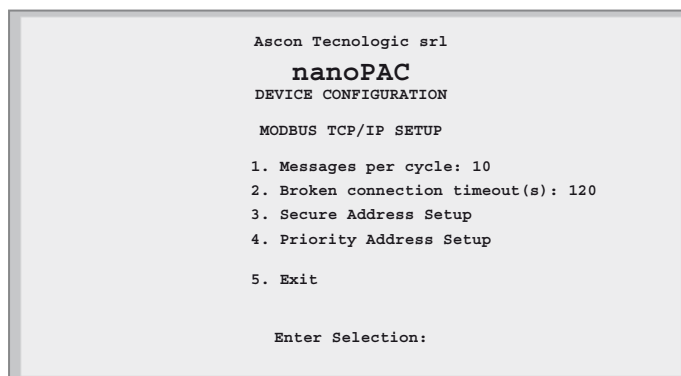 Ascon Tecnologic srl
nanoPAC
DEVICE CONFIGURATION
MODBUS TCP/IP SETUP
1. Messages per cycle: 10
2. Broken connection timeout(s): 120
3. Secure Address Setup
4. Priority Address Setup
5. Exit
Enter Selection: